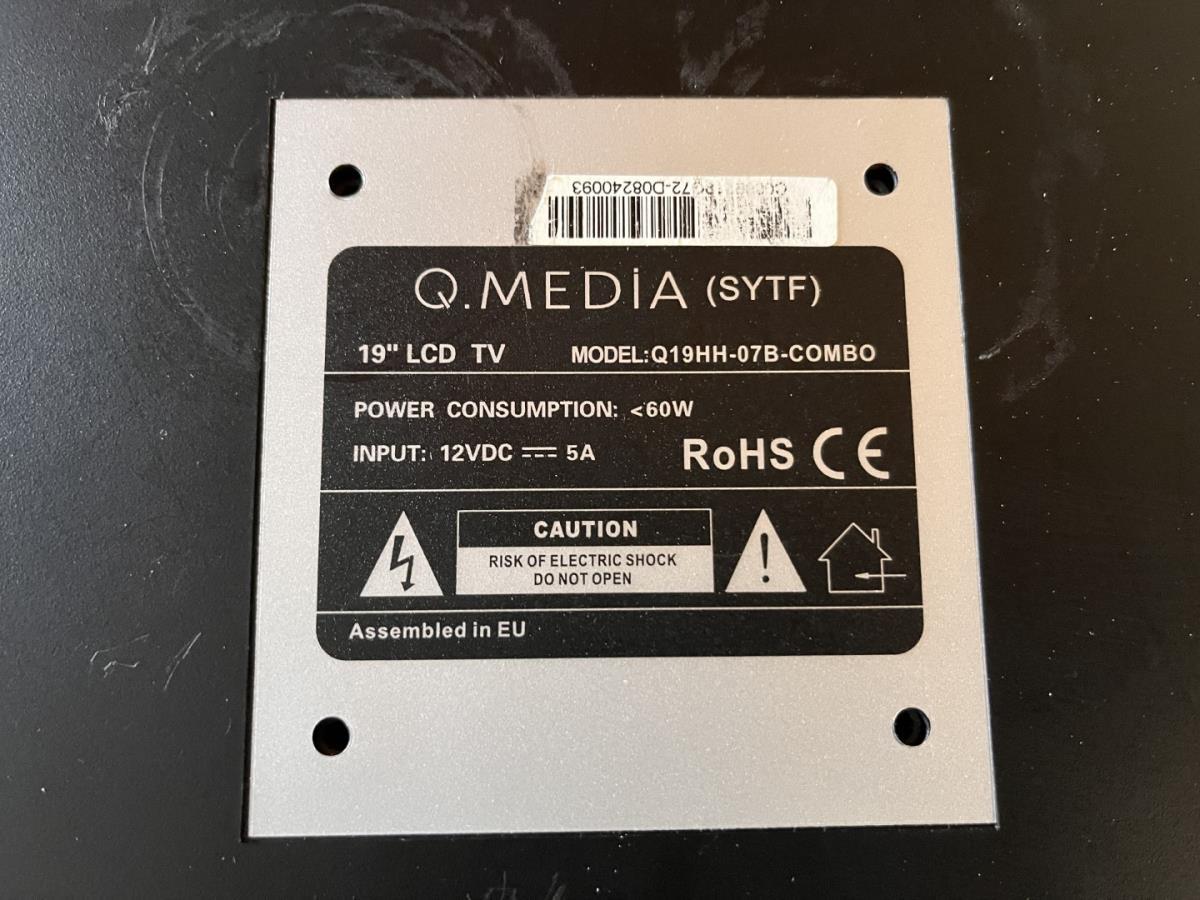 72-D08240093
Q.MEDiA (SYTF)
19" LCD TV MODEL:Q19HH-07B-COMBO
POWER CONSUMPTION: <60W
INPUT: 12VDC ⎓ 5A RoHS CE
CAUTION
RISK OF ELECTRIC SHOCK
DO NOT OPEN
Assembled in EU